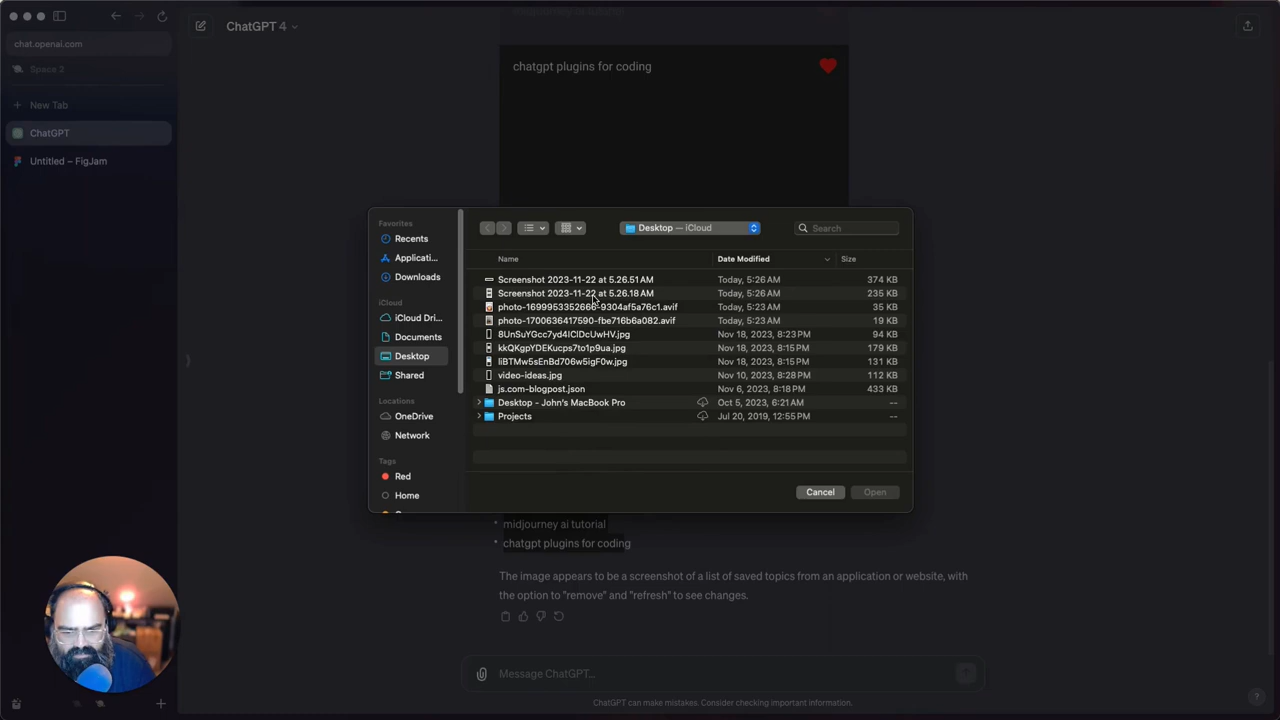 chat.openai.com
Space 2
New Tab
ChatGPT
Untitled – FigJam
ChatGPT 4
chatgpt plugins for coding
Favorites
Recents
Applicati...
Downloads
iCloud
iCloud Dri...
Documents
Desktop
Shared
Locations
OneDrive
Network
Tags
Red
Home
Desktop — iCloud
Search
Name Date Modified Size
Screenshot 2023-11-22 at 5.26.51 AM Today, 5:26 AM 374 KB
Screenshot 2023-11-22 at 5.26.18 AM Today, 5:26 AM 235 KB
photo-1699953352666-9304af5a76c1.avif Today, 5:23 AM 35 KB
photo-1700636417590-fbe716b6a082.avif Today, 5:23 AM 19 KB
8UnSuYGcc7yd4IClDcUwHV.jpg Nov 18, 2023, 8:23 PM 94 KB
kkQKgpYDEKucps7to1p9ua.jpg Nov 18, 2023, 8:15 PM 179 KB
liBTMw5sEnBd706w5igF0w.jpg Nov 18, 2023, 8:15 PM 131 KB
video-ideas.jpg Nov 10, 2023, 8:28 PM 112 KB
js.com-blogpost.json Nov 6, 2023, 8:18 PM 433 KB
Desktop - John's MacBook Pro Oct 5, 2023, 6:21 AM --
Projects Jul 20, 2019, 12:55 PM --
Cancel
Open
• midjourney ai tutorial
• chatgpt plugins for coding
The image appears to be a screenshot of a list of saved topics from an application or website, with
the option to "remove" and "refresh" to see changes.
Message ChatGPT...
ChatGPT can make mistakes. Consider checking important information.
?